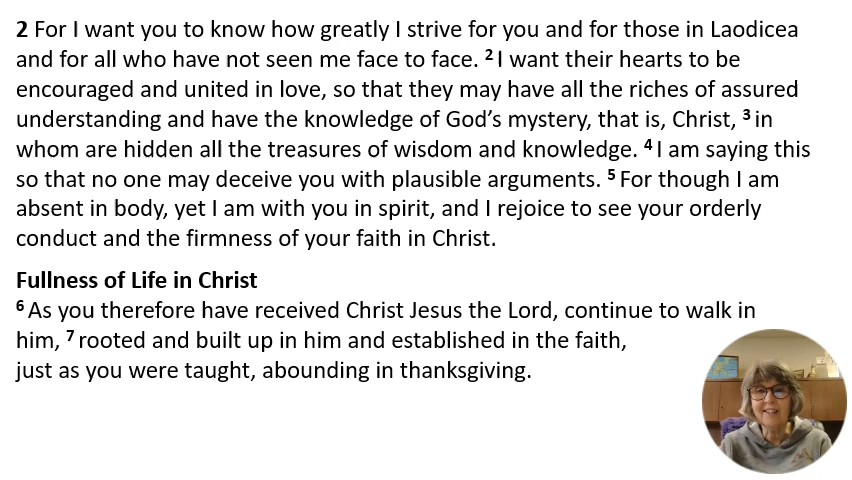 2 For I want you to know how greatly I strive for you and for those in Laodicea
and for all who have not seen me face to face. 2 I want their hearts to be
encouraged and united in love, so that they may have all the riches of assured
understanding and have the knowledge of God’s mystery, that is, Christ, 3 in
whom are hidden all the treasures of wisdom and knowledge. 4 I am saying this
so that no one may deceive you with plausible arguments. 5 For though I am
absent in body, yet I am with you in spirit, and I rejoice to see your orderly
conduct and the firmness of your faith in Christ.
Fullness of Life in Christ
6 As you therefore have received Christ Jesus the Lord, continue to walk in
him, 7 rooted and built up in him and established in the faith,
just as you were taught, abounding in thanksgiving.